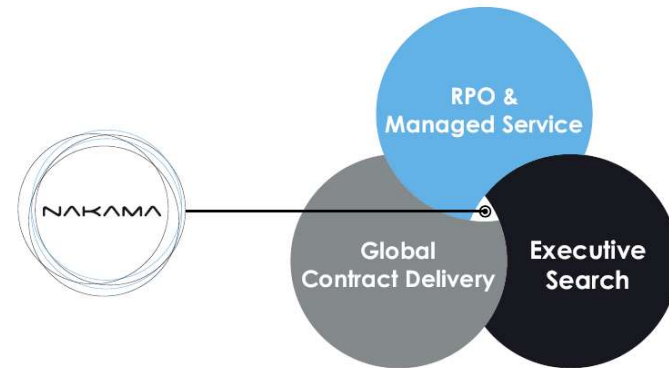 NAKAMA
RPO &
Managed Service
Global
Contract Delivery
Executive
Search